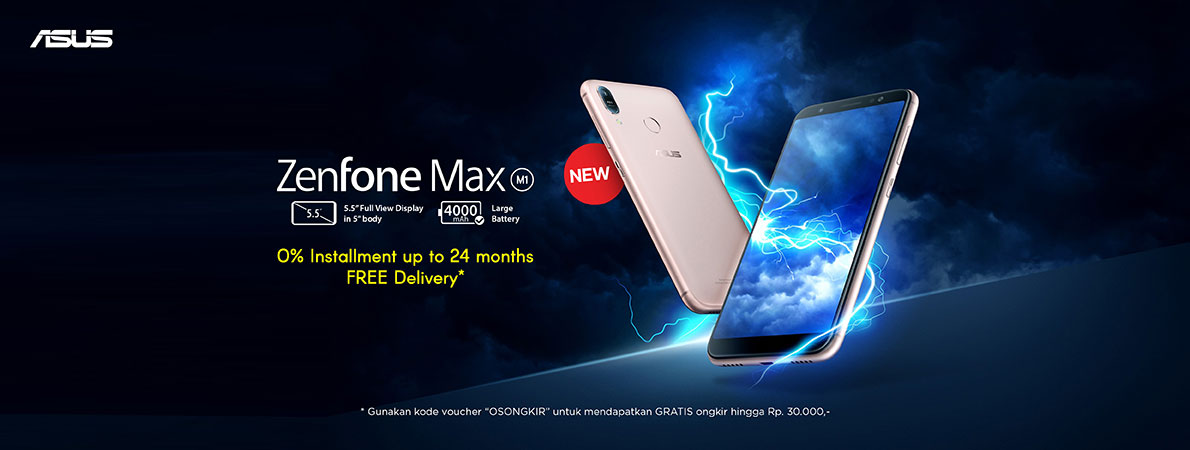 ASUS
Zenfone Max M1
NEW
5.5"
5.5" Full View Display
in 5" body
4000
mAh
Large
Battery
0% Installment up to 24 months
FREE Delivery*
ASUS
* Gunakan kode voucher “OSONGKIR” untuk mendapatkan GRATIS ongkir hingga Rp. 30.000,-